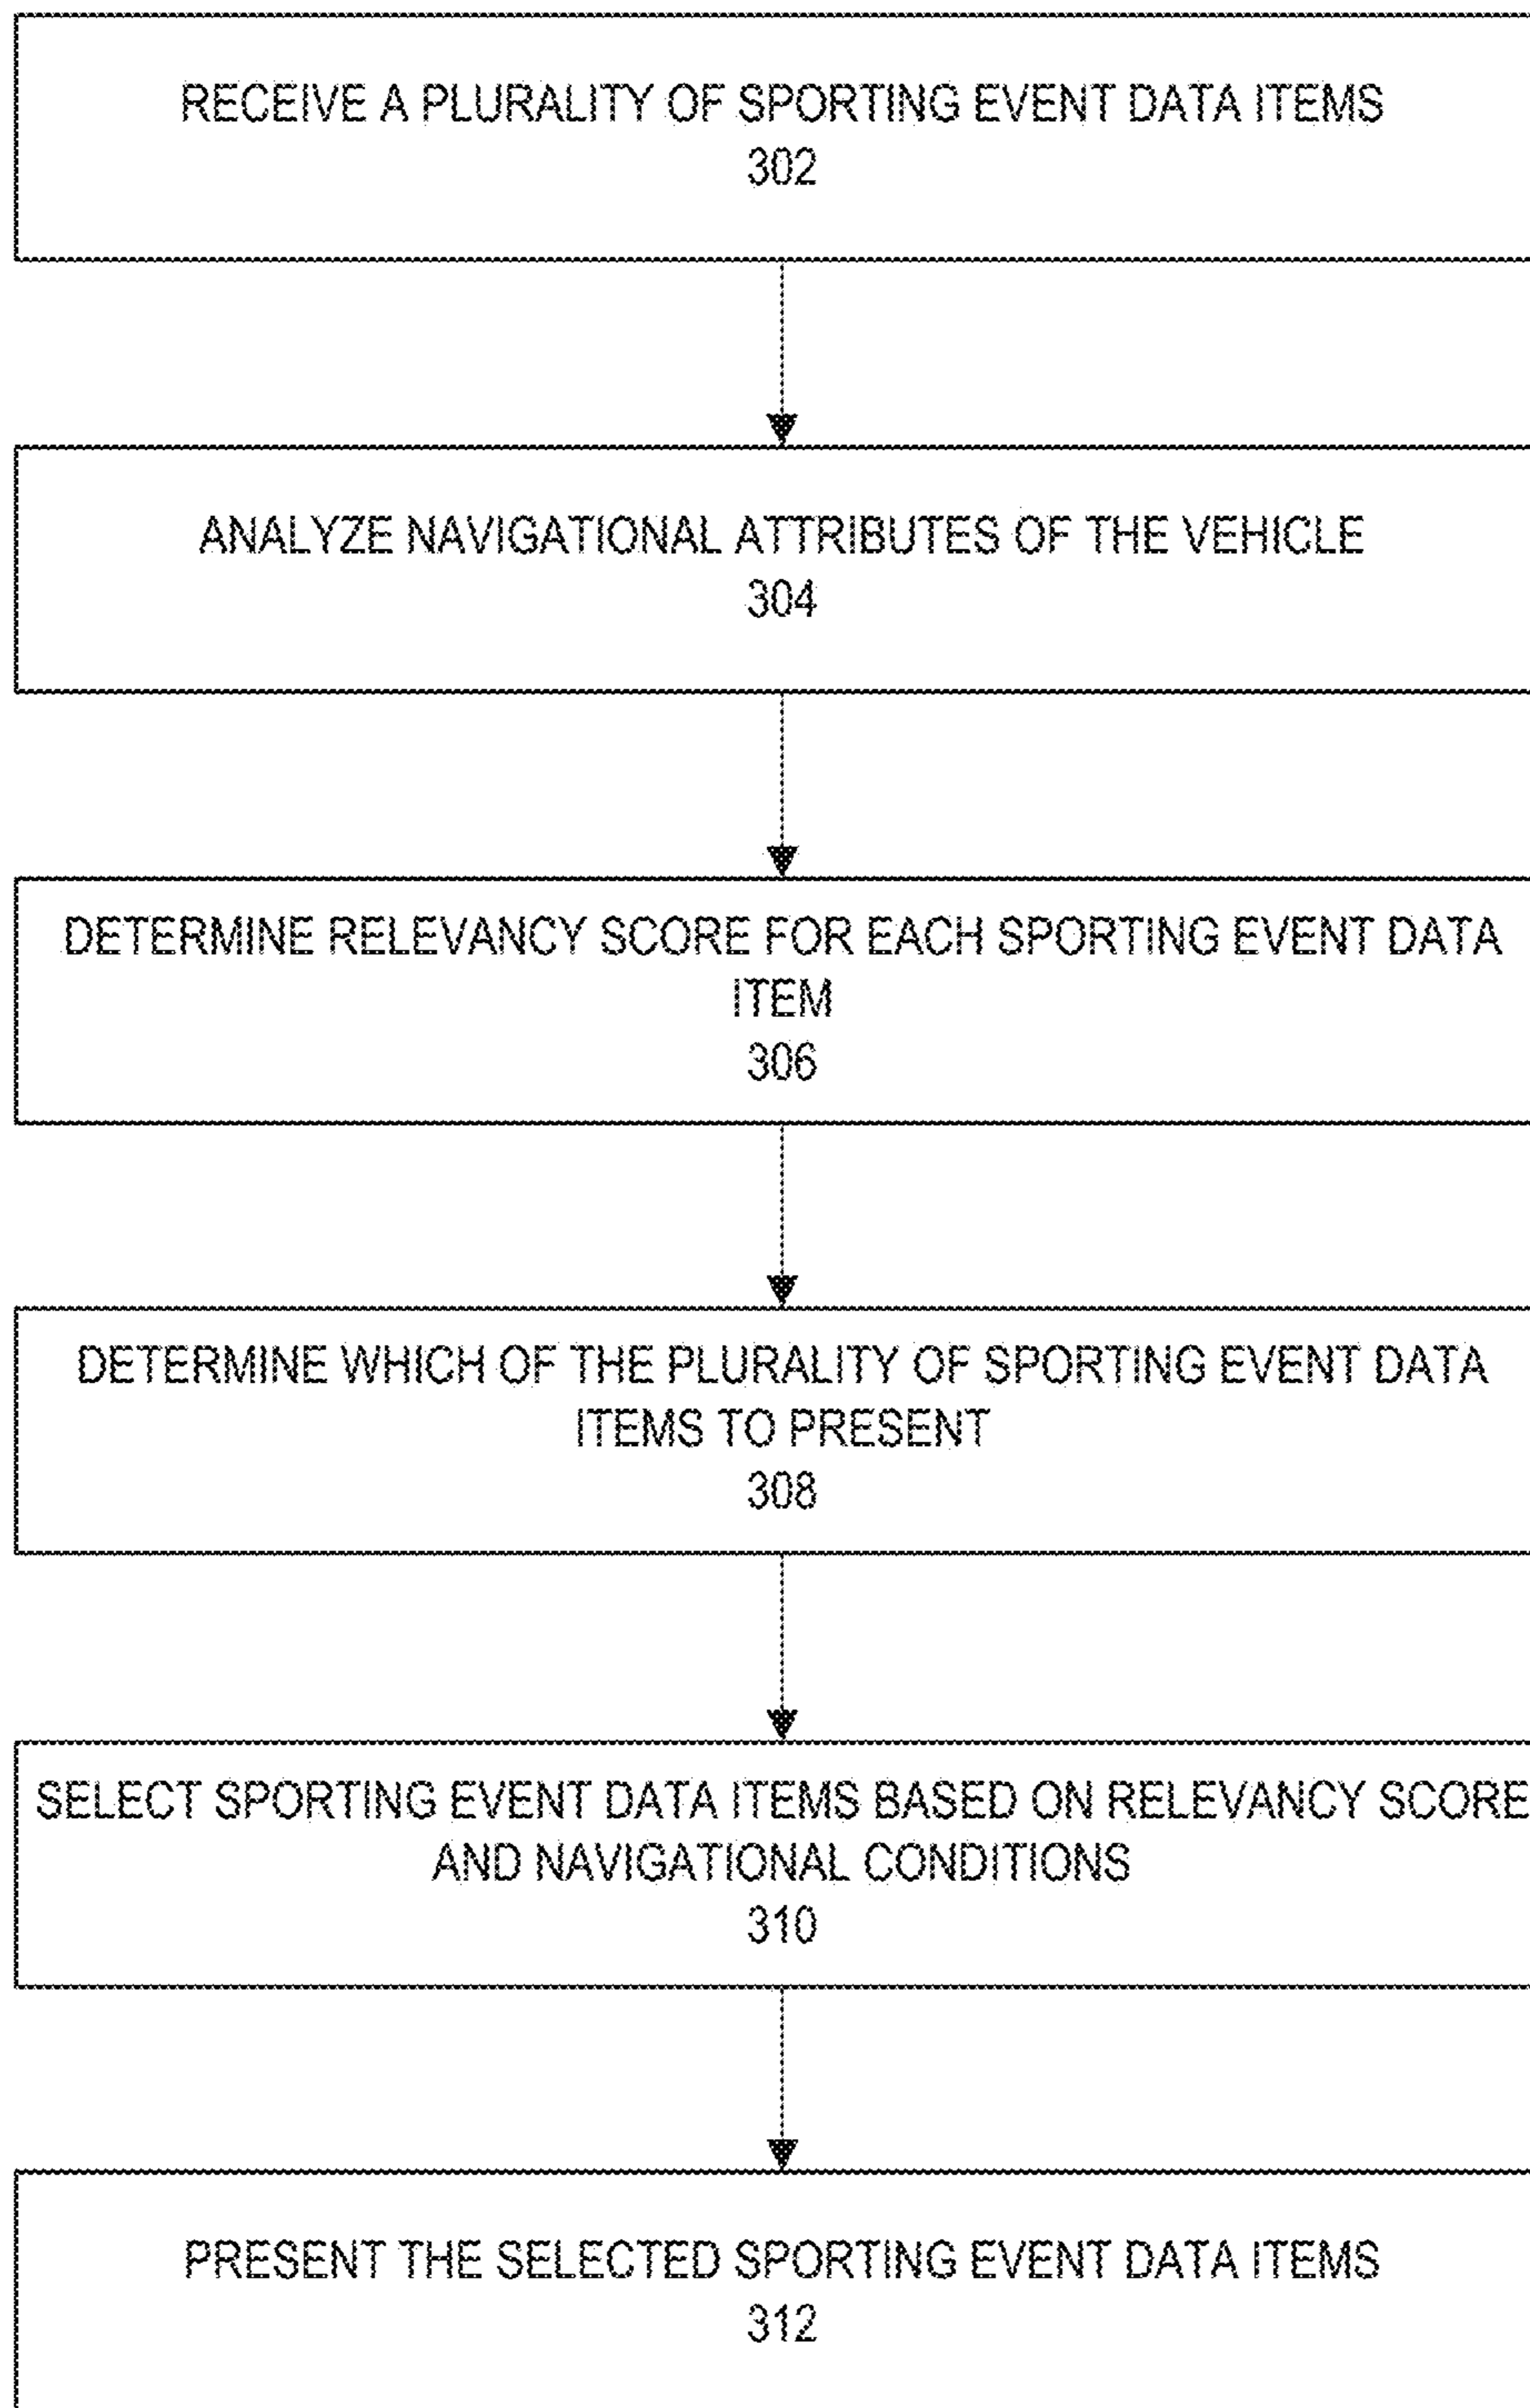 RECEIVE A PLURALITY OF SPORTING EVENT DATA ITEMS
302
ANALYZE NAVIGATIONAL ATTRIBUTES OF THE VEHICLE
304
DETERMINE RELEVANCY SCORE FOR EACH SPORTING EVENT DATA
ITEM
306
DETERMINE WHICH OF THE PLURALITY OF SPORTING EVENT DATA
ITEMS TO PRESENT
308
SELECT SPORTING EVENT DATA ITEMS BASED ON RELEVANCY SCORE
AND NAVIGATIONAL CONDITIONS
310
PRESENT THE SELECTED SPORTING EVENT DATA ITEMS
312